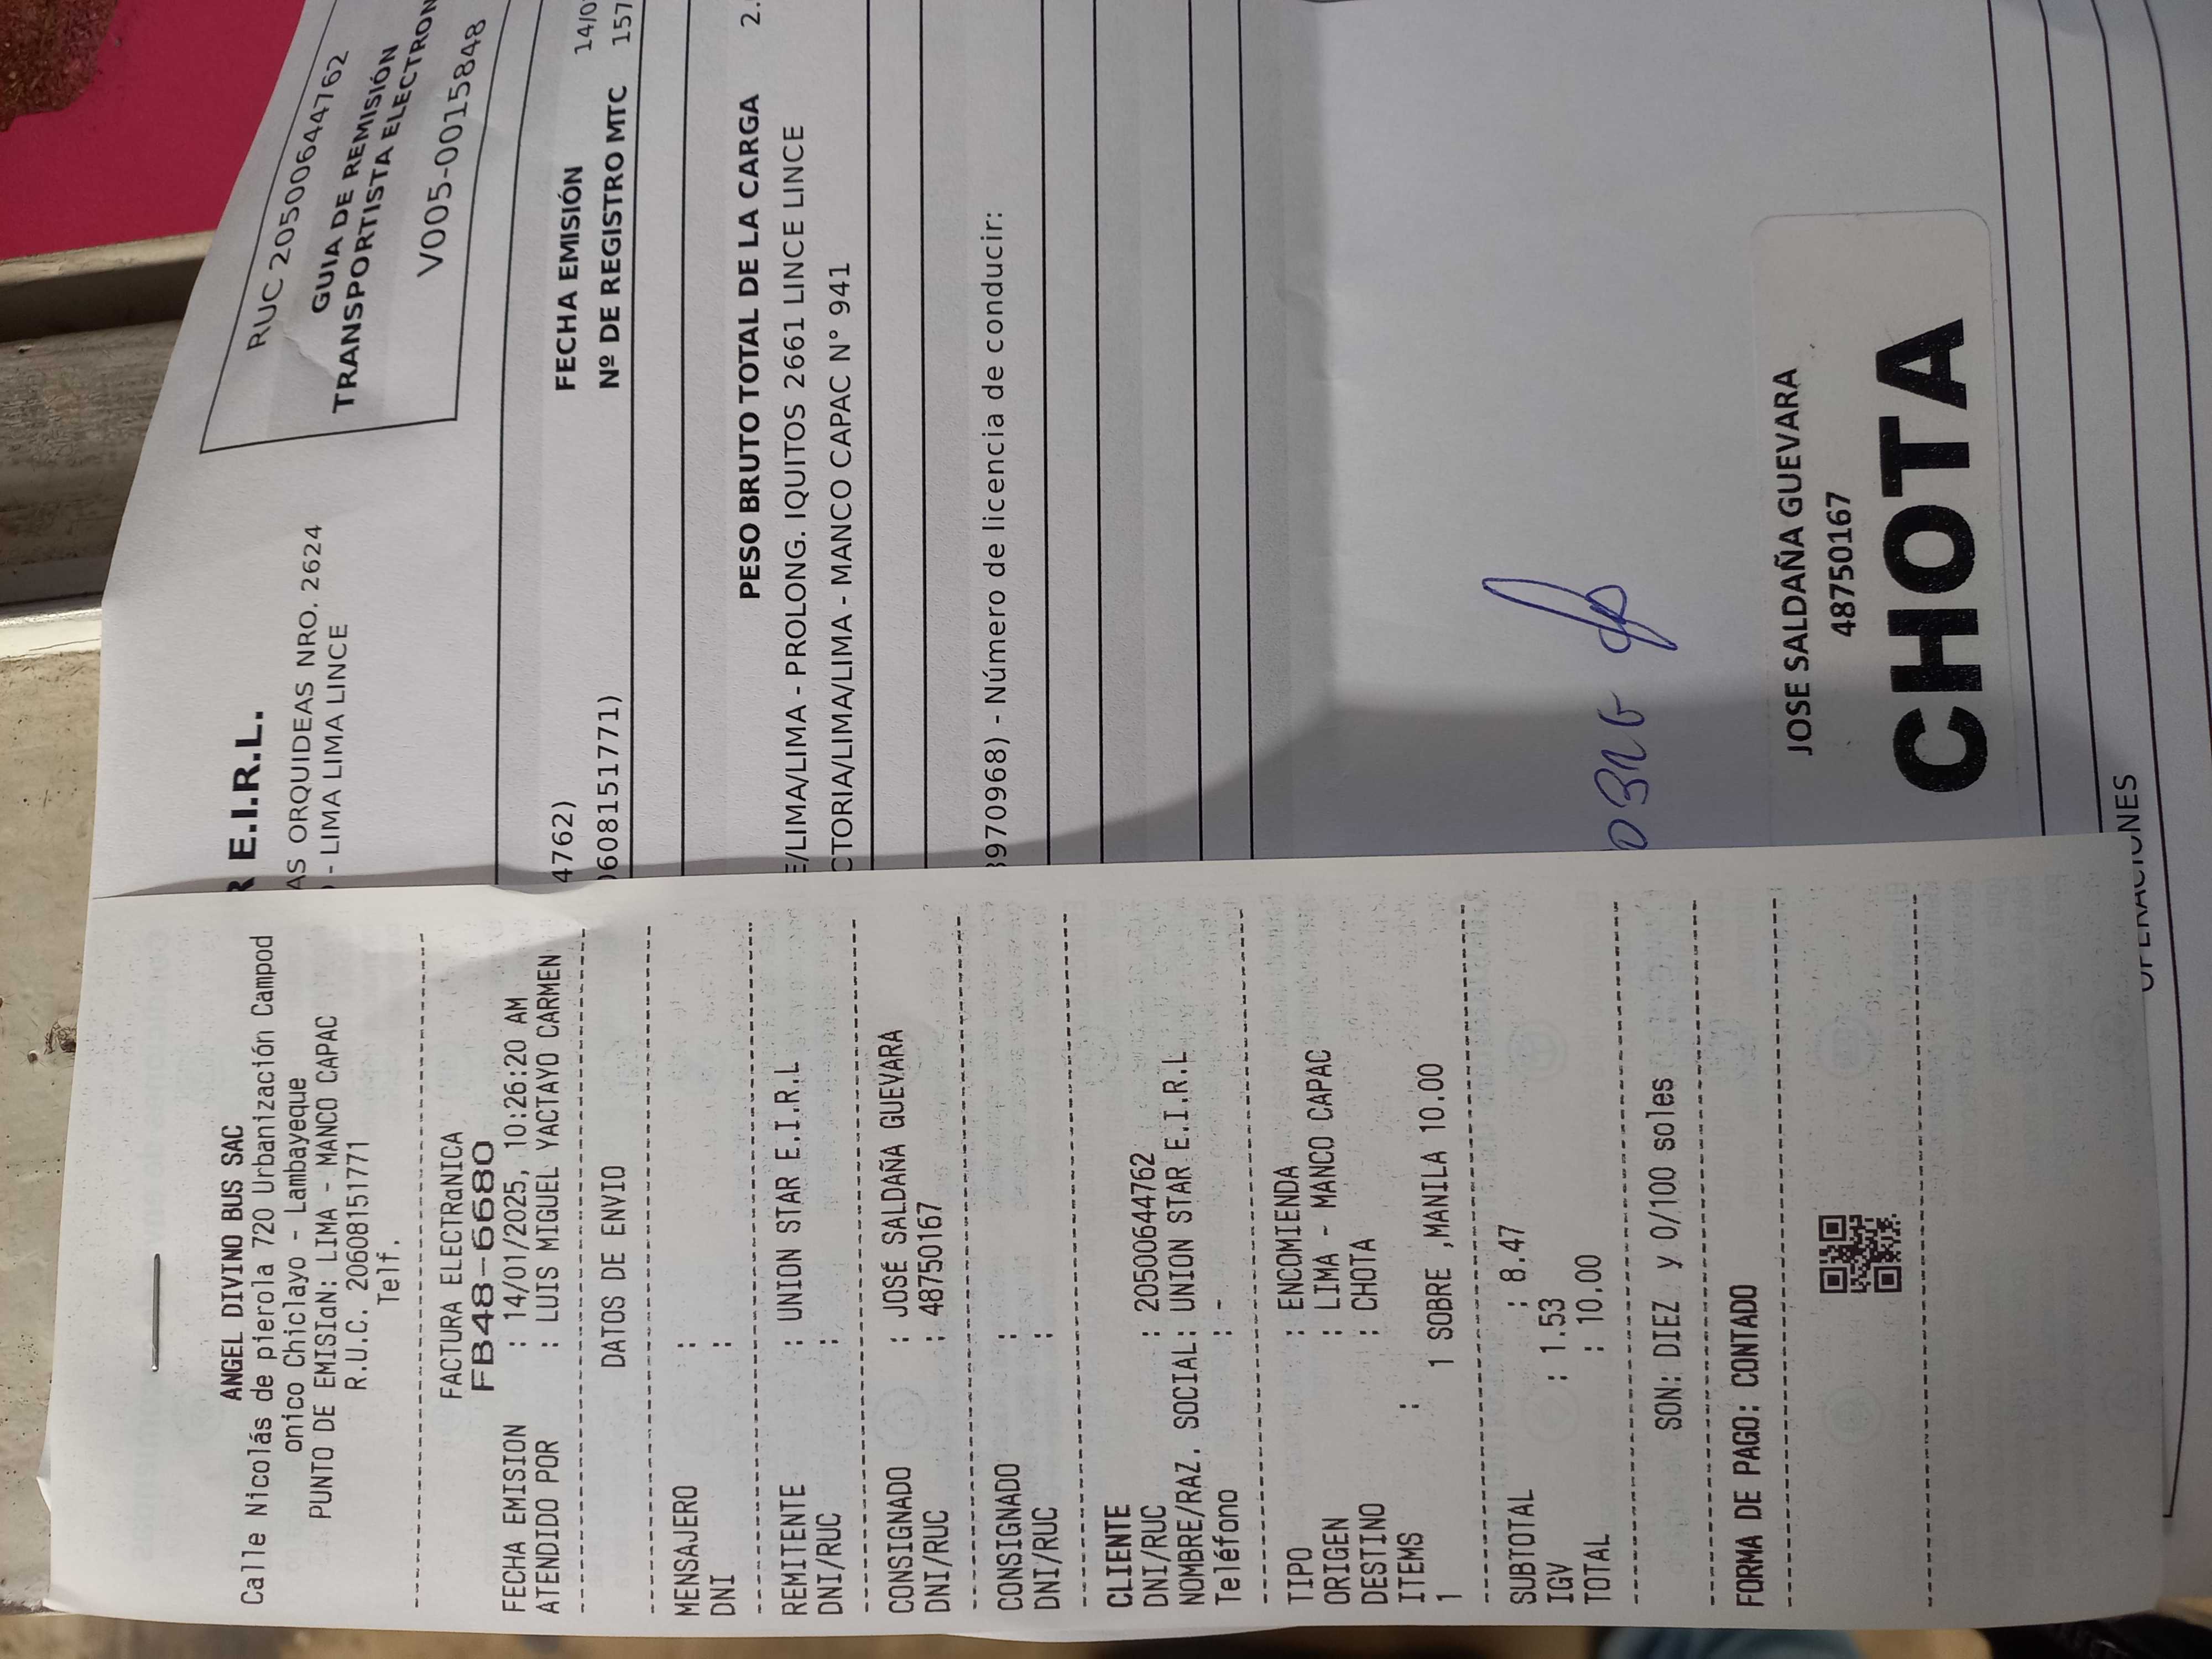 ANGEL DIVINO BUS SAC
Calle Nicolás de pierola 720 Urbanización Campod
onico Chiclayo - Lambayeque
PUNTO DE EMISIαN: LIMA - MANCO CAPAC
R.U.C. 20608151771
Telf.
FACTURA ELECTRαNICA
FB48-6680
FECHA EMISION : 14/01/2025, 10:26:20 AM
ATENDIDO POR : LUIS MIGUEL YACTAYO CARMEN
DATOS DE ENVIO
MENSAJERO :
DNI :
REMITENTE : UNION STAR E.I.R.L
DNI/RUC :
CONSIGNADO : JOSÉ SALDAÑA GUEVARA
DNI/RUC : 48750167
CONSIGNADO :
DNI/RUC :
CLIENTE
DNI/RUC : 20500644762
NOMBRE/RAZ. SOCIAL: UNION STAR E.I.R.L
Teléfono : -
TIPO : ENCOMIENDA
ORIGEN : LIMA - MANCO CAPAC
DESTINO : CHOTA
ITEMS :
1 1 SOBRE ,MANILA 10.00
SUBTOTAL : 8.47
IGV : 1.53
TOTAL : 10.00
SON: DIEZ y 0/100 soles
FORMA DE PAGO: CONTADO
R E.I.R.L.
AS ORQUIDEAS NRO. 2624
- LIMA LIMA LINCE
RUC 20500644762
GUIA DE REMISIÓN
TRANSPORTISTA ELECTRON
V005-0015848
4762)
0608151771)
FECHA EMISIÓN 14/0
Nº DE REGISTRO MTC 157
PESO BRUTO TOTAL DE LA CARGA 2.
E/LIMA/LIMA - PROLONG. IQUITOS 2661 LINCE LINCE
CTORIA/LIMA/LIMA - MANCO CAPAC N° 941
8970968) - Número de licencia de conducir:
JOSE SALDAÑA GUEVARA
48750167
CHOTA
OPERACIONES